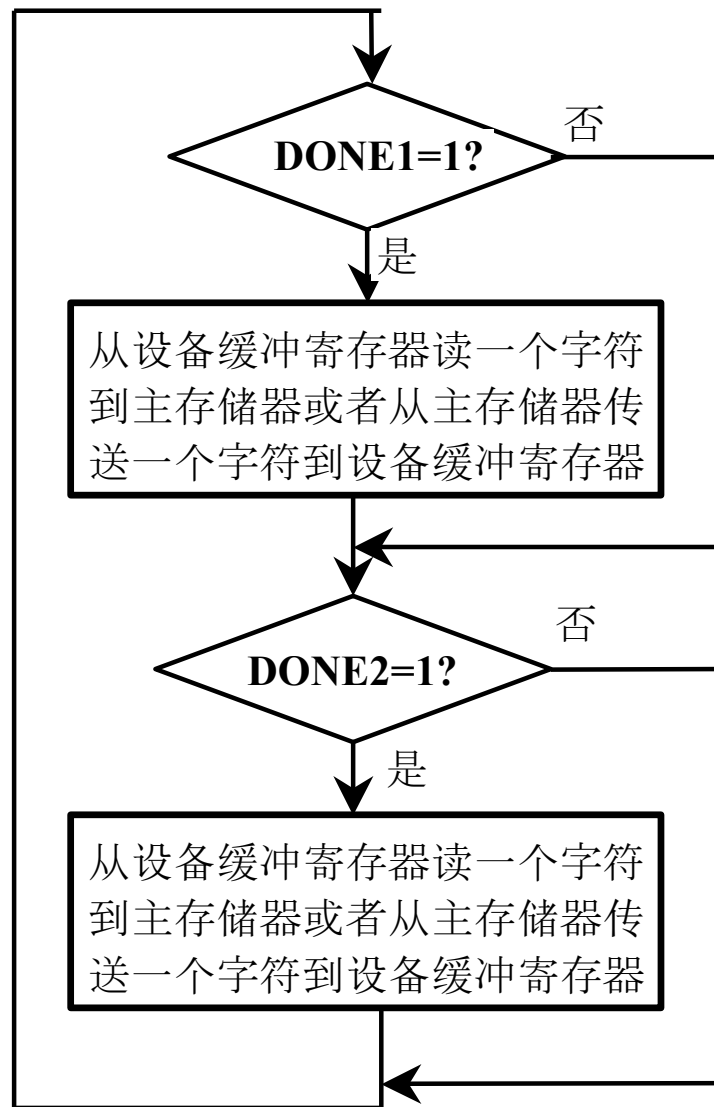 DONE1=1?
否
是
从设备缓冲寄存器读一个字符
到主存储器或者从主存储器传
送一个字符到设备缓冲寄存器
否
DONE2=1?
是
从设备缓冲寄存器读一个字符
到主存储器或者从主存储器传
送一个字符到设备缓冲寄存器